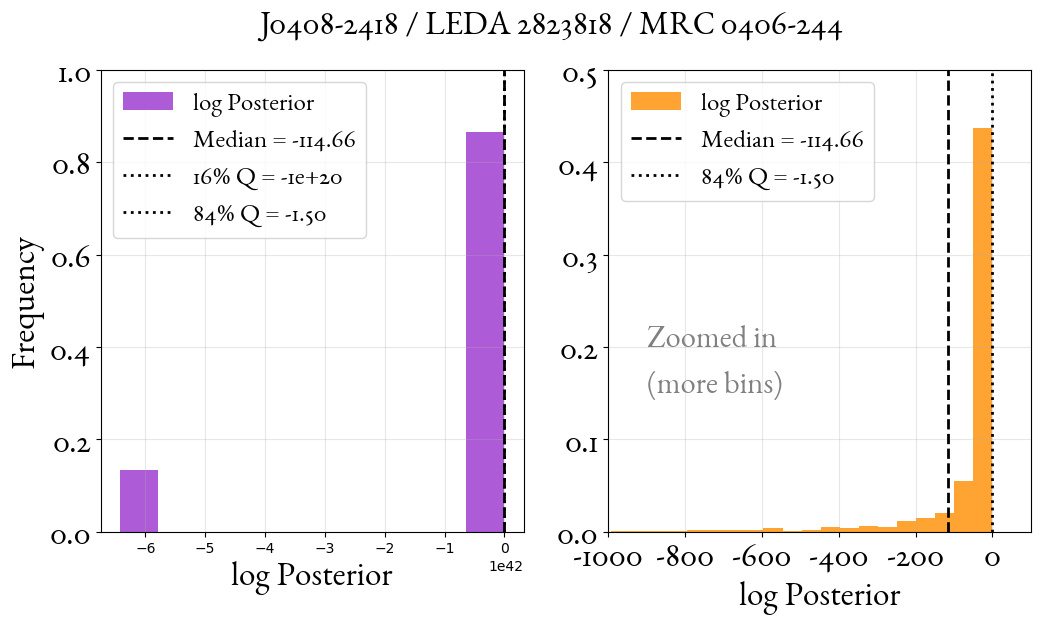 J0408-2418 / LEDA 2823818 / MRC 0406-244
log Posterior
Median = -114.66
16% Q = -1e+20
84% Q = -1.50
Frequency
1.0
0.8
0.6
0.4
0.2
0.0
−6
−5
−4
−3
−2
−1
0
1e42
log Posterior
log Posterior
Median = -114.66
84% Q = -1.50
Zoomed in
(more bins)
0.5
0.4
0.3
0.2
0.1
0.0
-1000
-800
-600
-400
-200
0
log Posterior